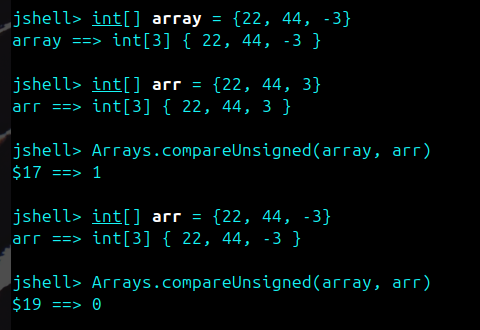 jshell> int[] array = {22, 44, -3}
array ==> int[3] { 22, 44, -3 }
jshell> int[] arr = {22, 44, 3}
arr ==> int[3] { 22, 44, 3 }
jshell> Arrays.compareUnsigned(array, arr)
$17 ==> 1
jshell> int[] arr = {22, 44, -3}
arr ==> int[3] { 22, 44, -3 }
jshell> Arrays.compareUnsigned(array, arr)
$19 ==> 0